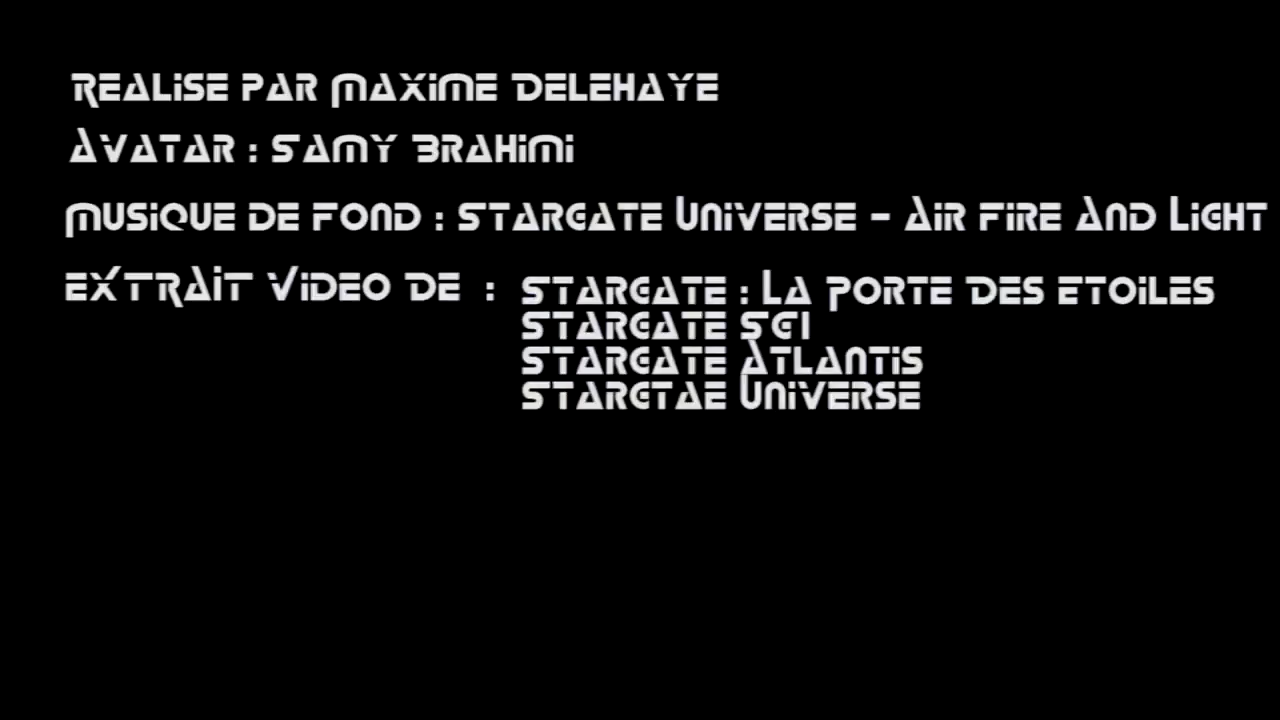 Realise par Maxime Delehaye
Avatar : Samy Brahimi
Musique de fond : Stargate Universe - Air Fire And Light
Extrait Video de : Stargate : La Porte des Etoiles
Stargate SG1
Stargate Atlantis
Stargtae Universe